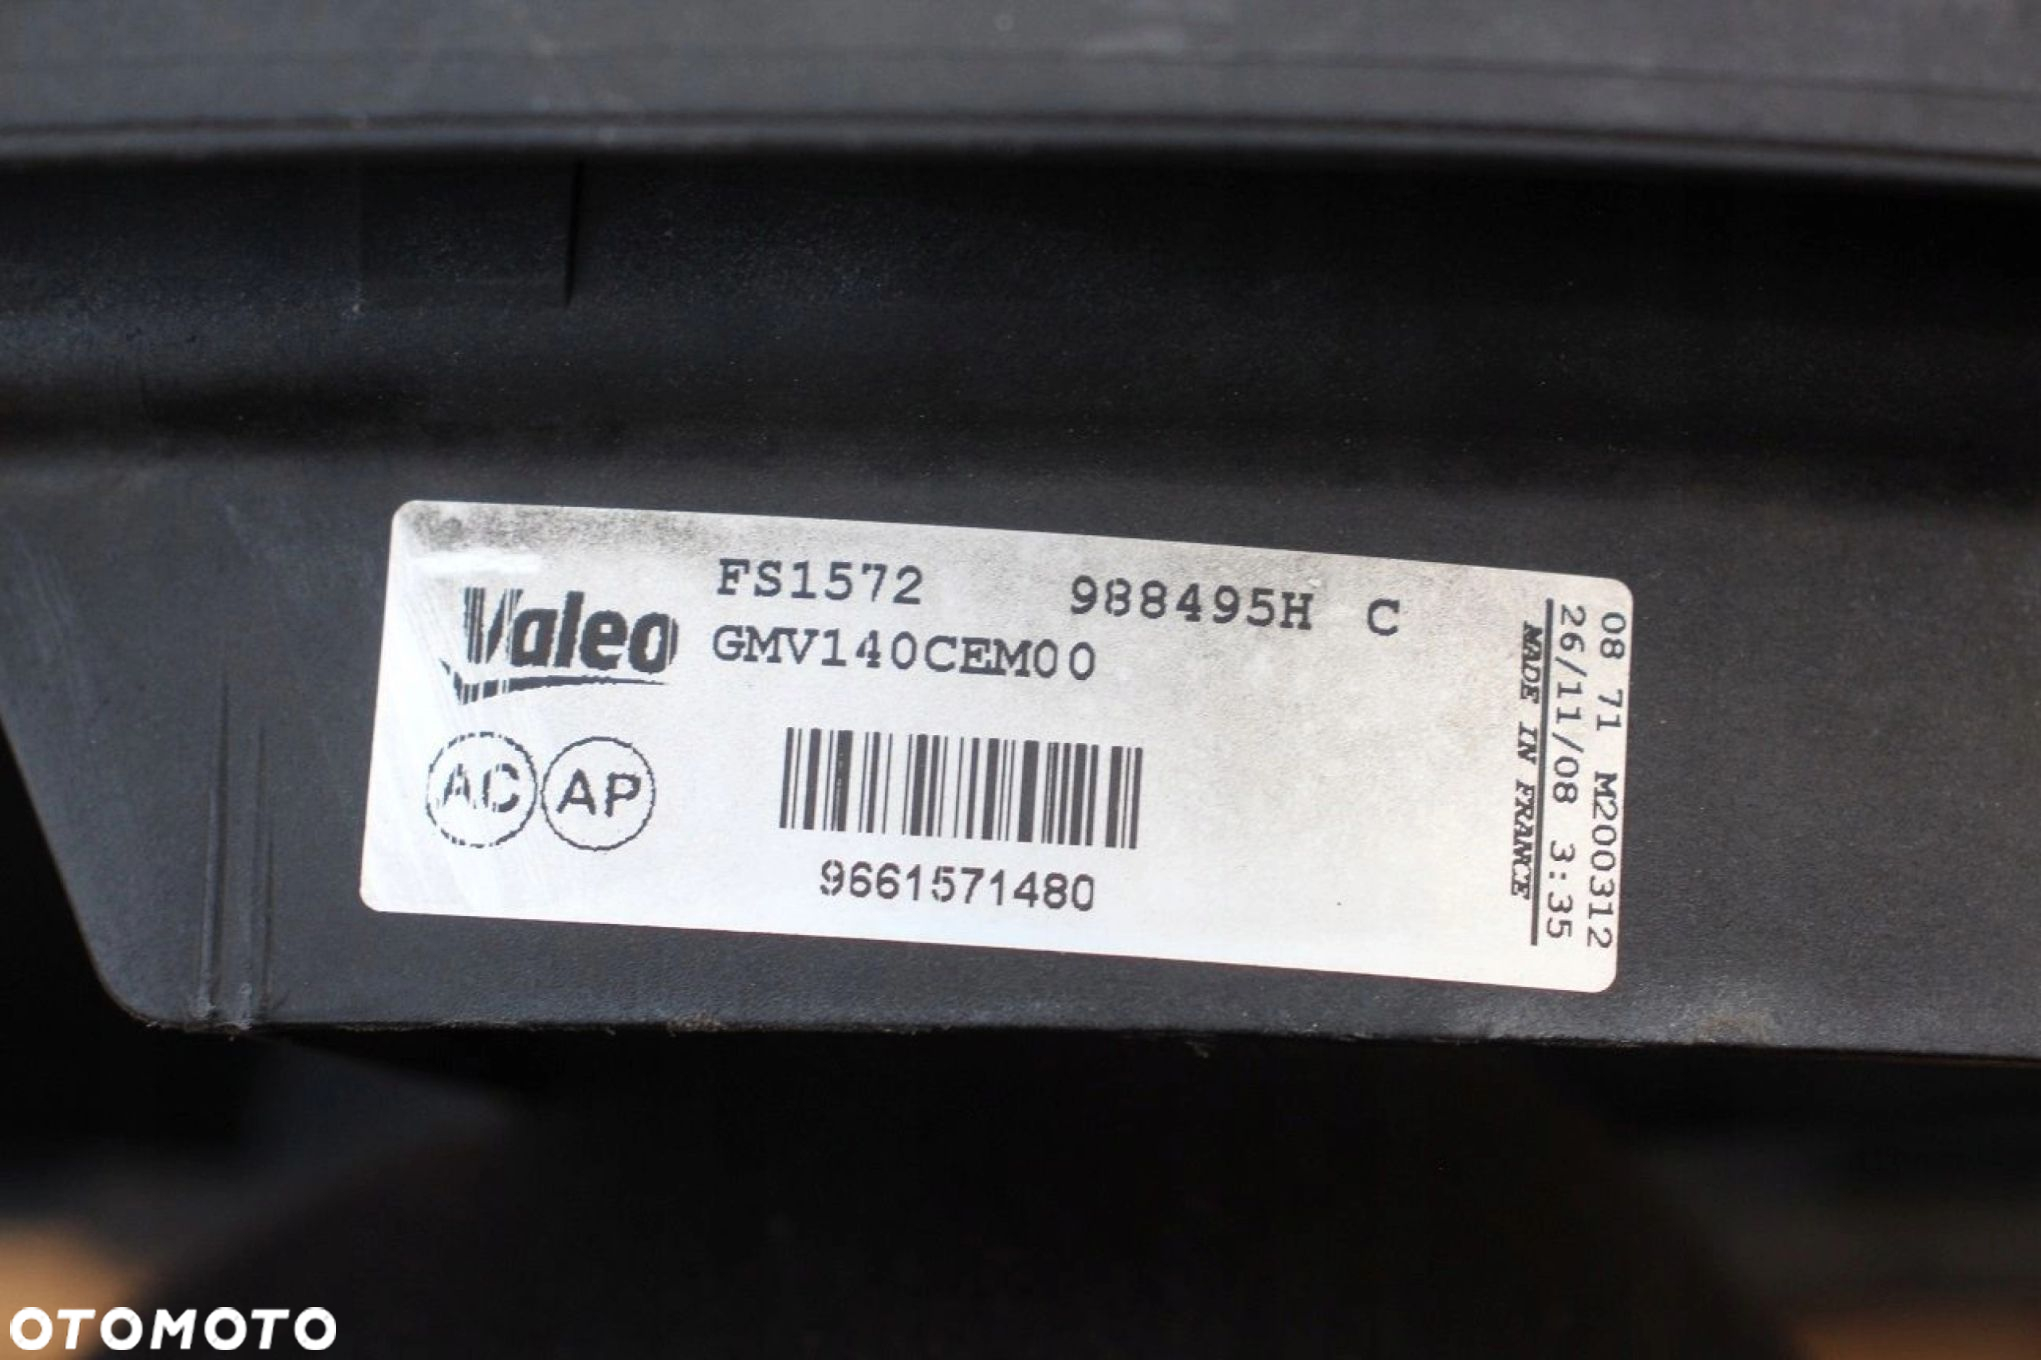 Valeo
FS1572 988495H C
GMV140CEM00
AC AP
9661571480
08 71 M200312
26/11/08 3:35
MADE IN FRANCE
OTOMOTO